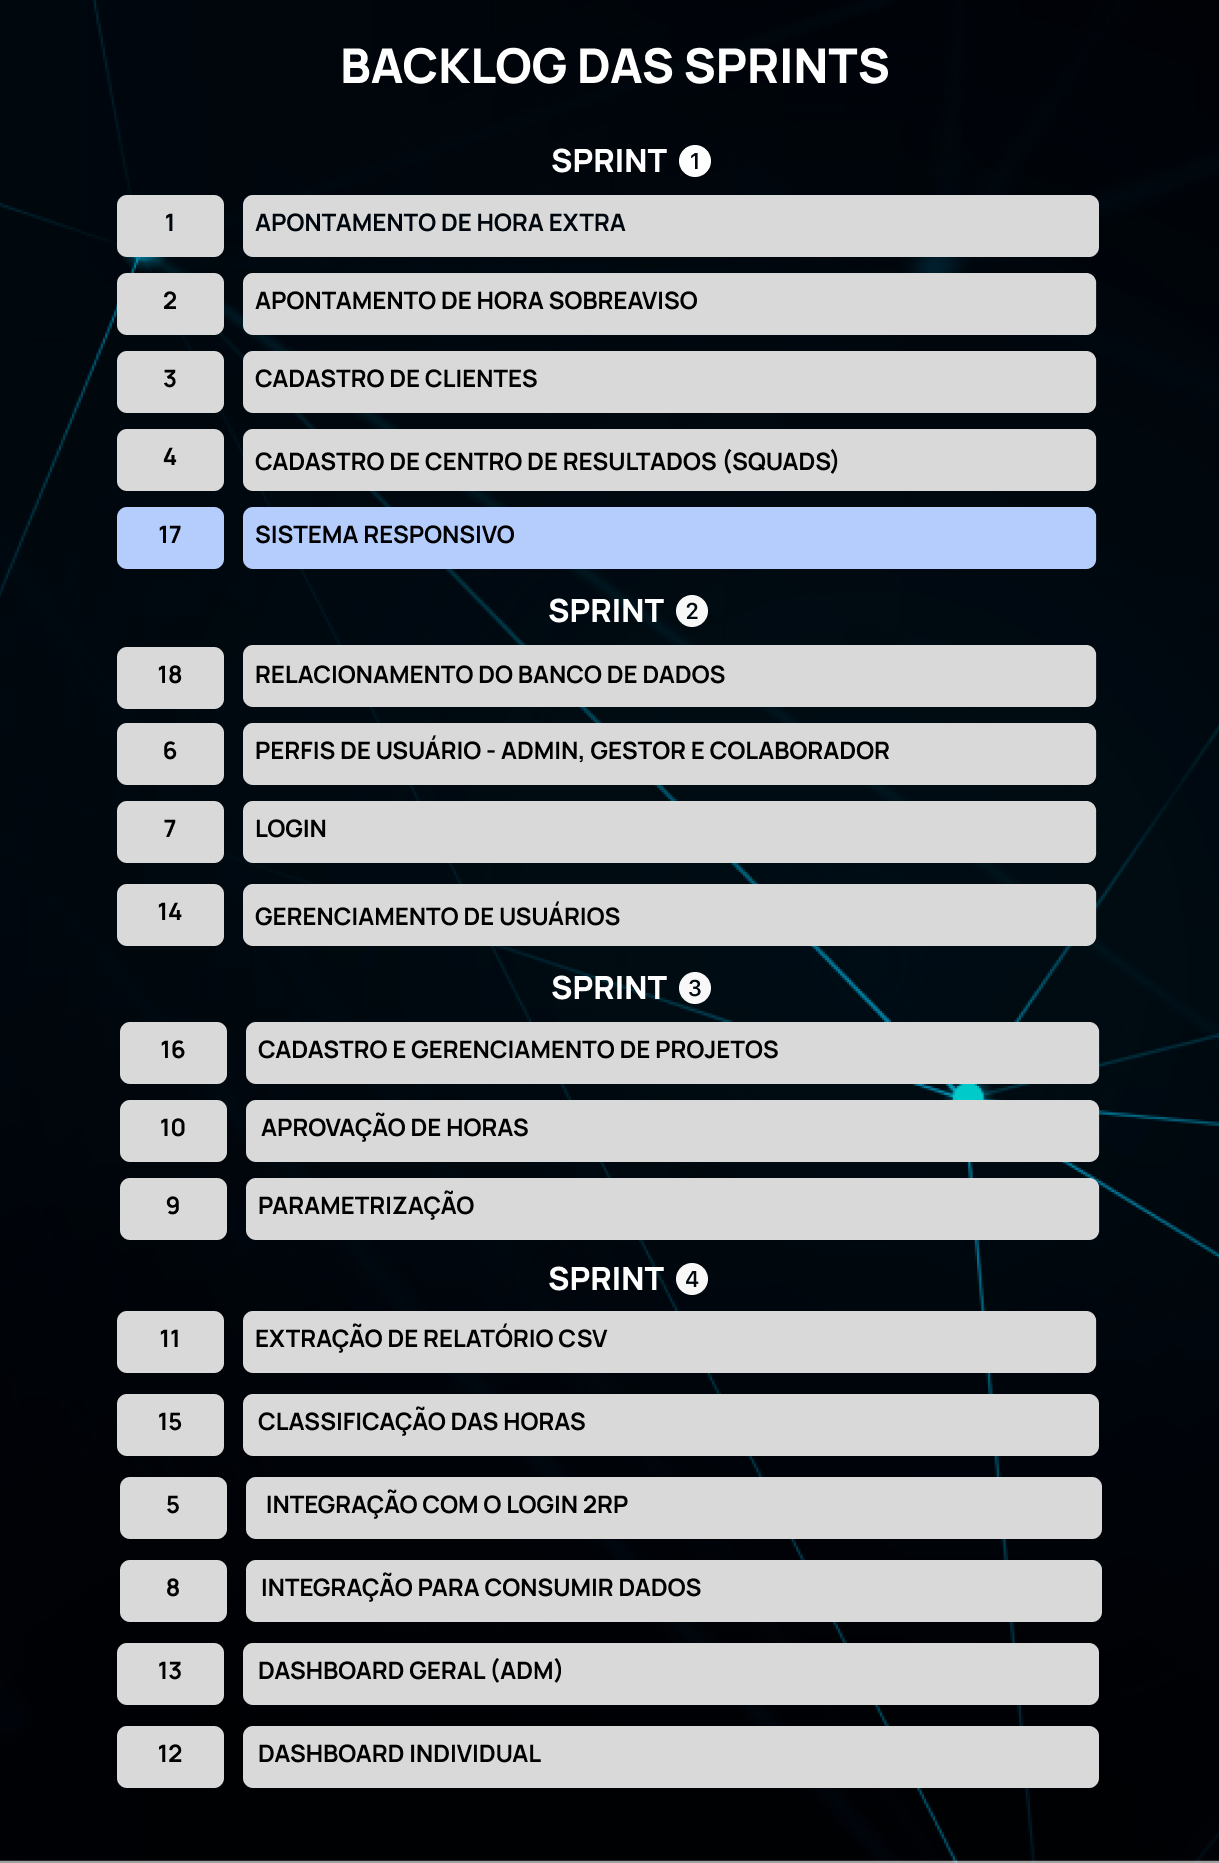 BACKLOG DAS SPRINTS
SPRINT 1
1 APONTAMENTO DE HORA EXTRA
2 APONTAMENTO DE HORA SOBREAVISO
3 CADASTRO DE CLIENTES
4 CADASTRO DE CENTRO DE RESULTADOS (SQUADS)
17 SISTEMA RESPONSIVO
SPRINT 2
18 RELACIONAMENTO DO BANCO DE DADOS
6 PERFIS DE USUÁRIO - ADMIN, GESTOR E COLABORADOR
7 LOGIN
14 GERENCIAMENTO DE USUÁRIOS
SPRINT 3
16 CADASTRO E GERENCIAMENTO DE PROJETOS
10 APROVAÇÃO DE HORAS
9 PARAMETRIZAÇÃO
SPRINT 4
11 EXTRAÇÃO DE RELATÓRIO CSV
15 CLASSIFICAÇÃO DAS HORAS
5 INTEGRAÇÃO COM O LOGIN 2RP
8 INTEGRAÇÃO PARA CONSUMIR DADOS
13 DASHBOARD GERAL (ADM)
12 DASHBOARD INDIVIDUAL